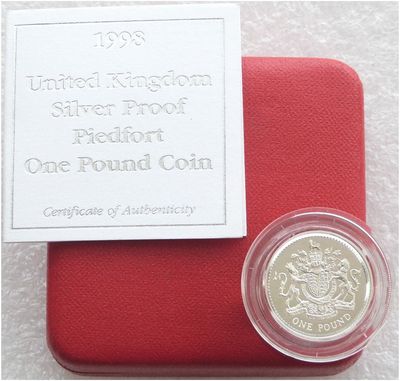 1998
United Kingdom
Silver Proof
Piedfort
One Pound Coin
Certificate of Authenticity
ONE POUND